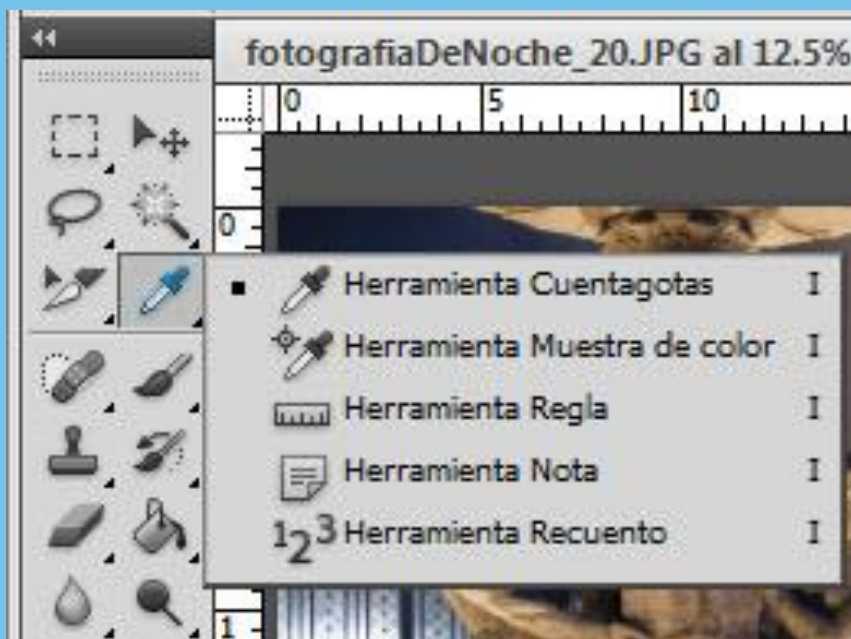 fotografiaDeNoche_20.JPG al 12.5%
0 5 10
0
Herramienta Cuentagotas I
Herramienta Muestra de color I
Herramienta Regla I
Herramienta Nota I
123 Herramienta Recuento I
1